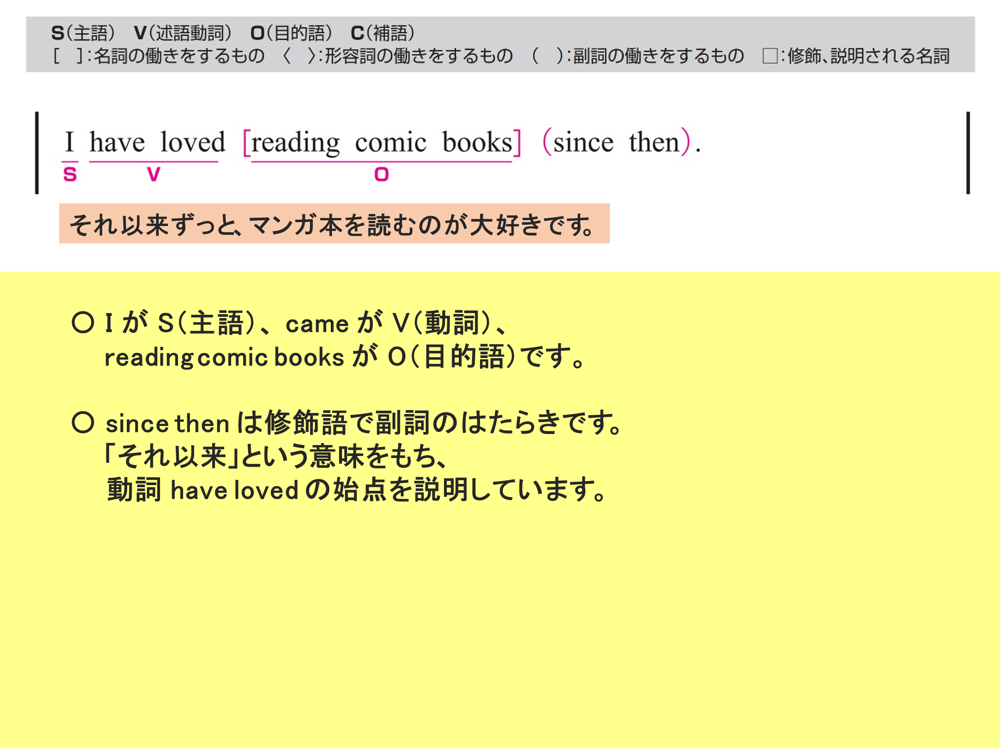 S（主語）　V（述語動詞）　O（目的語）　C（補語）
［　］：名詞の働きをするもの　〈　〉：形容詞の働きをするもの　（　）：副詞の働きをするもの　□：修飾、説明される名詞
I have loved [reading comic books] (since then).
S V O
それ以来ずっと、マンガ本を読むのが大好きです。
〇 I が S（主語）、came が V（動詞）、
reading comic books が O（目的語）です。
〇 since then は修飾語で副詞のはたらきです。
「それ以来」という意味をもち、
動詞 have loved の始点を説明しています。